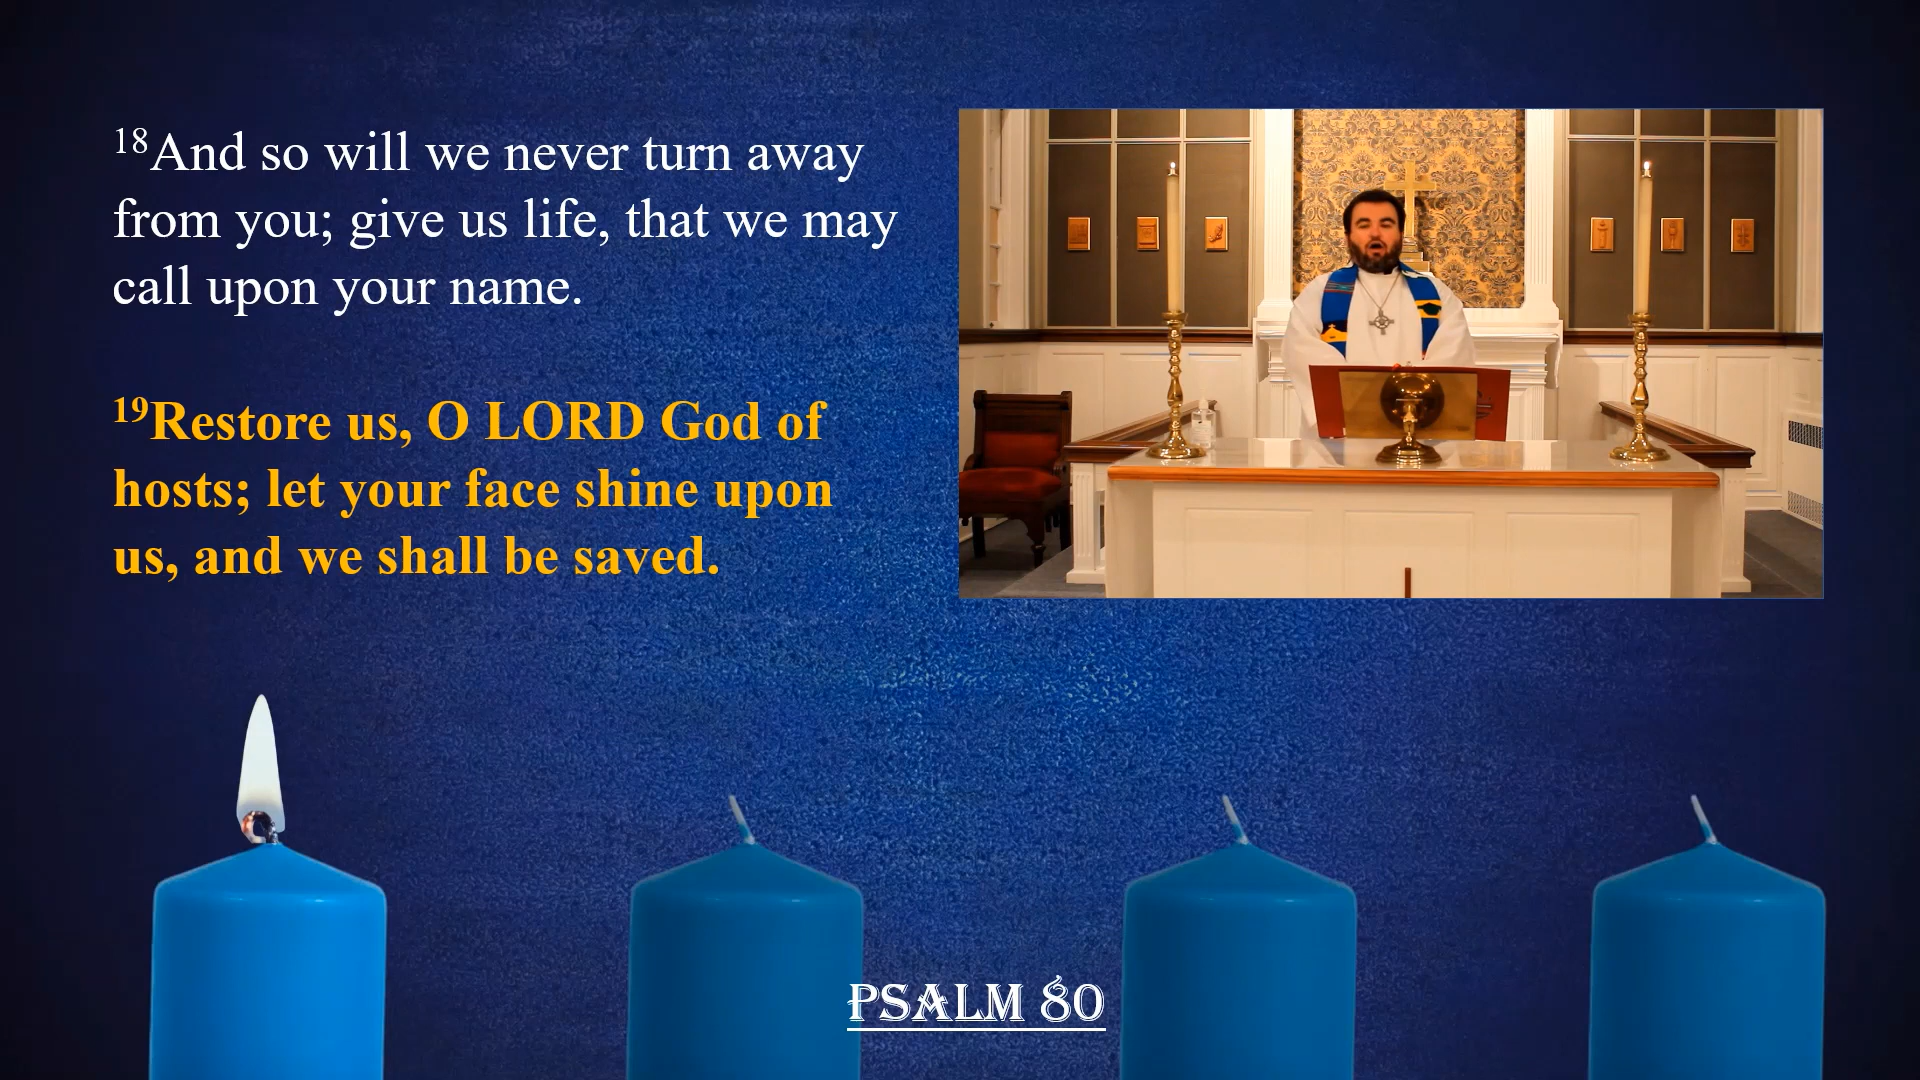 18And so will we never turn away
from you; give us life, that we may
call upon your name.
19Restore us, O LORD God of
hosts; let your face shine upon
us, and we shall be saved.
PSALM 80